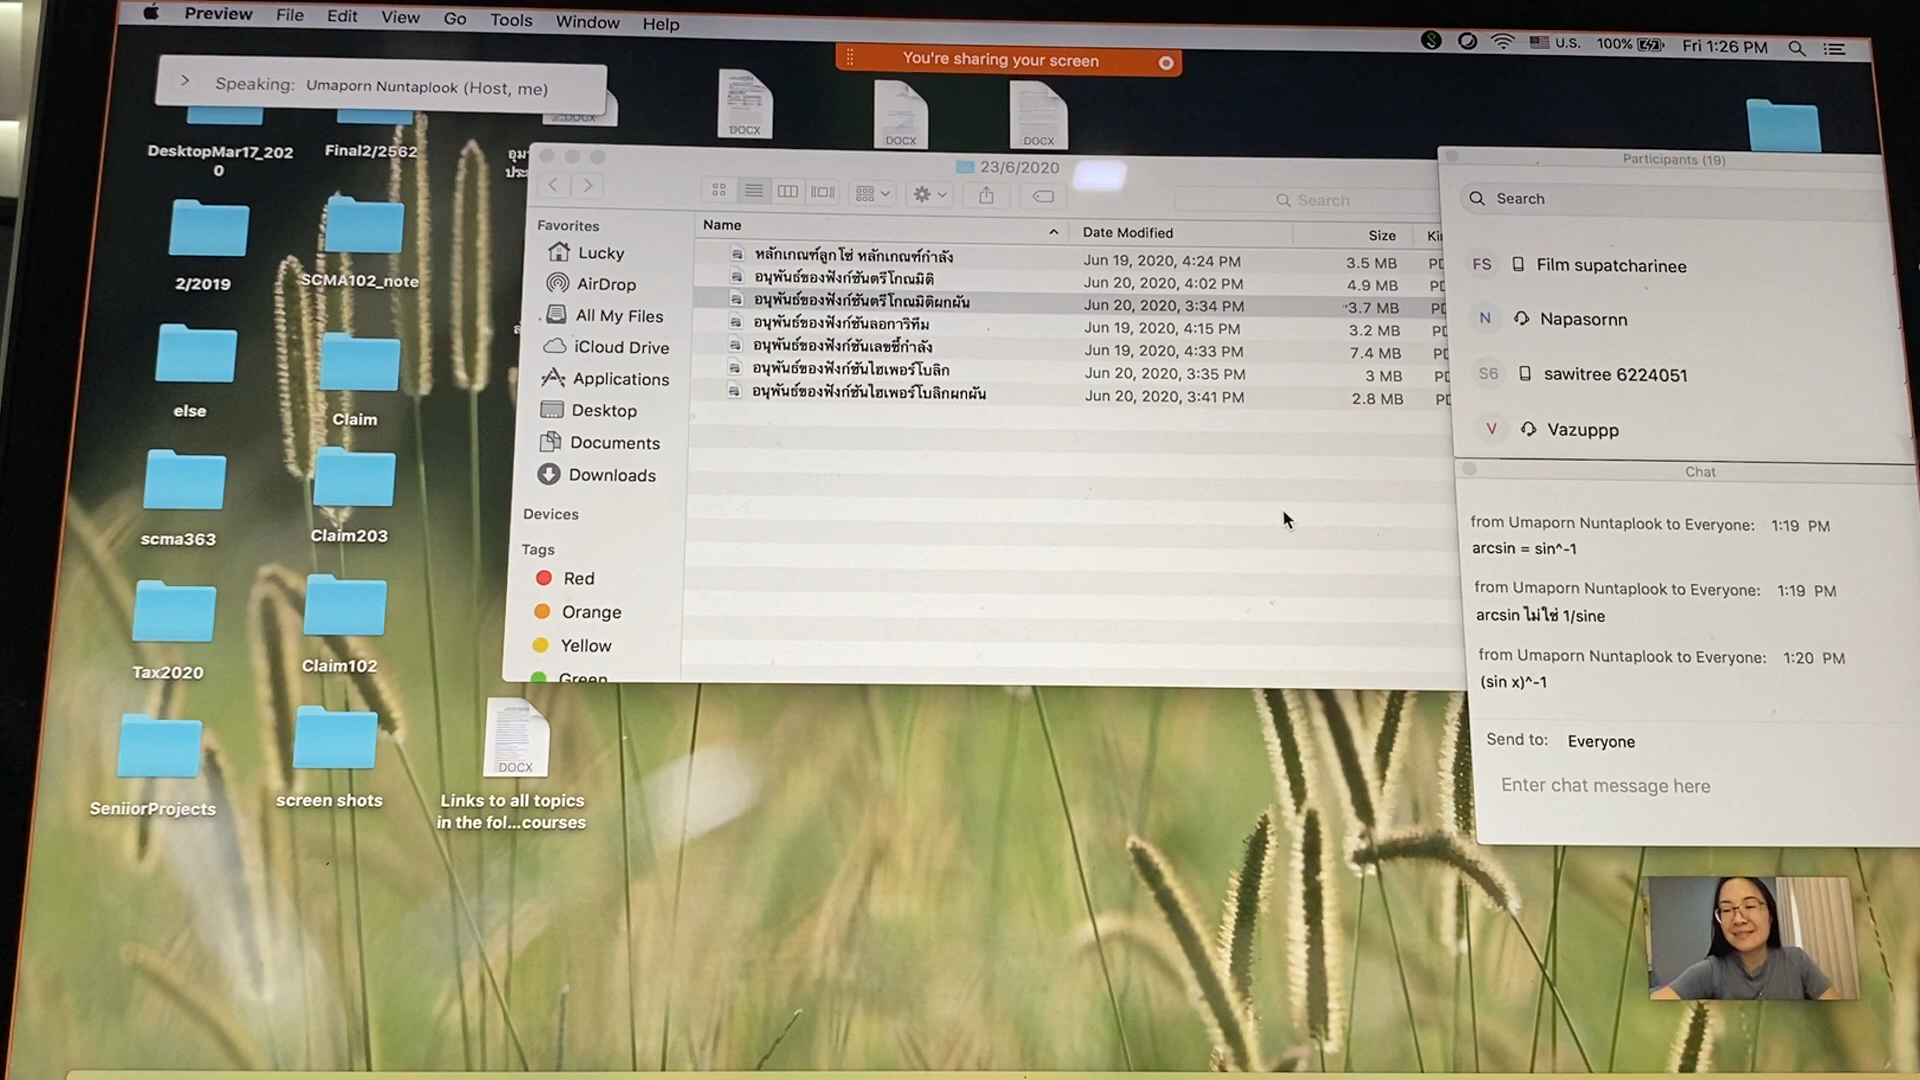 Preview File Edit View Go Tools Window Help
U.S. 100% Fri 1:26 PM
You're sharing your screen
Speaking: Umaporn Nuntaplook (Host, me)
DOCX
DOCX
DOCX
DOCX
DesktopMar17_202
0
Final2/2562
2/2019
SCMA102_note
else
Claim
scma363
Claim203
Tax2020
Claim102
SeniiorProjects
screen shots
DOCX
Links to all topics
in the fol...courses
23/6/2020
Search
Favorites
Lucky
AirDrop
All My Files
iCloud Drive
Applications
Desktop
Documents
Downloads
Devices
Tags
Red
Orange
Yellow
Green
Name Date Modified Size
หลักเกณฑ์ลูกโซ่ หลักเกณฑ์กำลัง Jun 19, 2020, 4:24 PM 3.5 MB
อนุพันธ์ของฟังก์ชันตรีโกณมิติ Jun 20, 2020, 4:02 PM 4.9 MB
อนุพันธ์ของฟังก์ชันตรีโกณมิติผกผัน Jun 20, 2020, 3:34 PM 3.7 MB
อนุพันธ์ของฟังก์ชันลอการิทึม Jun 19, 2020, 4:15 PM 3.2 MB
อนุพันธ์ของฟังก์ชันเลขชี้กำลัง Jun 19, 2020, 4:33 PM 7.4 MB
อนุพันธ์ของฟังก์ชันไฮเพอร์โบลิก Jun 20, 2020, 3:35 PM 3 MB
อนุพันธ์ของฟังก์ชันไฮเพอร์โบลิกผกผัน Jun 20, 2020, 3:41 PM 2.8 MB
Participants (19)
Search
FS Film supatcharinee
N Napasornn
S6 sawitree 6224051
V Vazuppp
Chat
from Umaporn Nuntaplook to Everyone: 1:19 PM
arcsin = sin^-1
from Umaporn Nuntaplook to Everyone: 1:19 PM
arcsin ไม่ใช่ 1/sine
from Umaporn Nuntaplook to Everyone: 1:20 PM
(sin x)^-1
Send to: Everyone
Enter chat message here